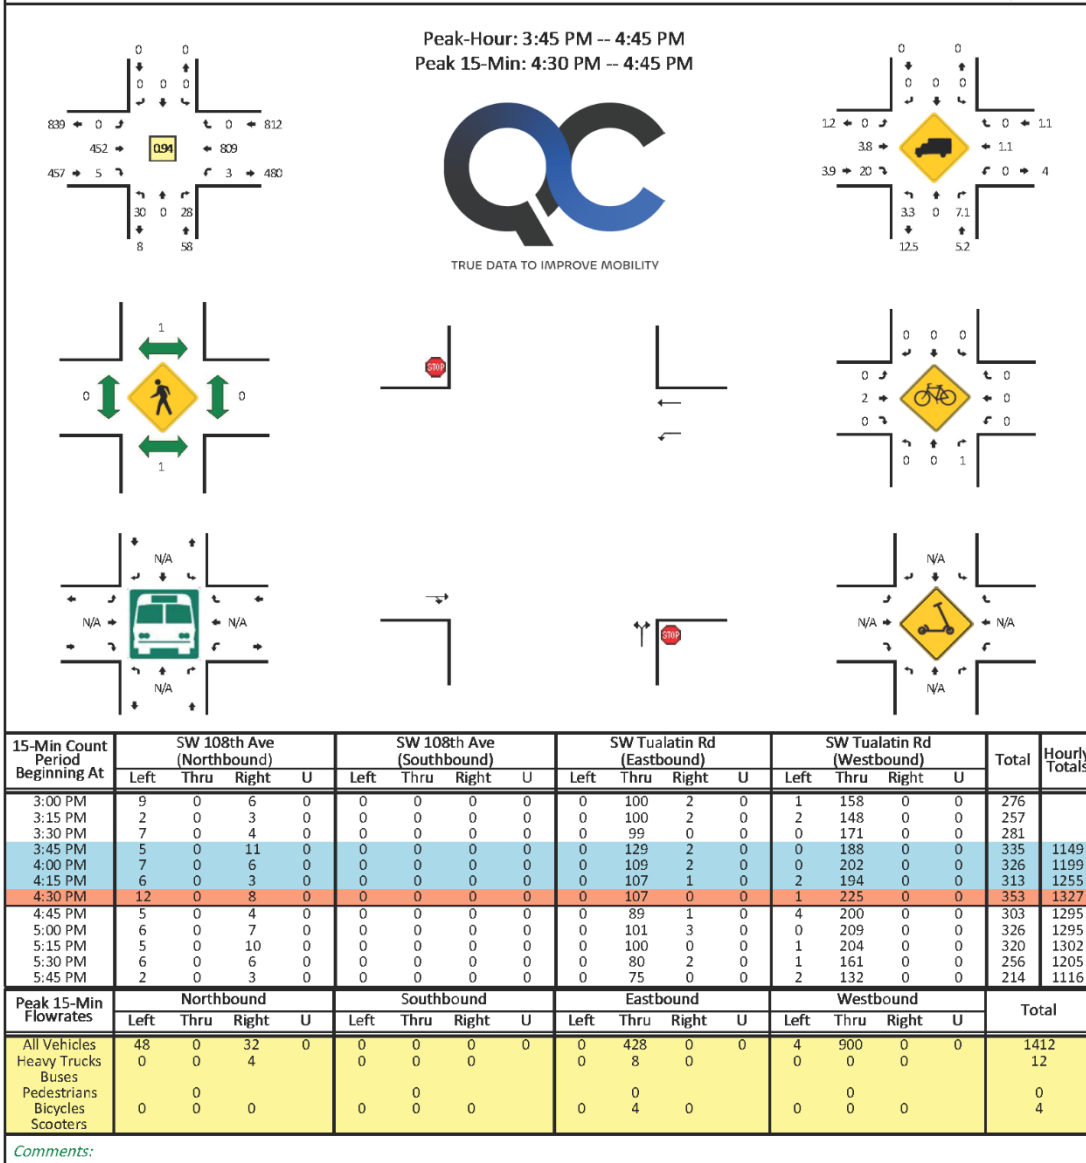 Peak-Hour: 3:45 PM -- 4:45 PM
Peak 15-Min: 4:30 PM -- 4:45 PM
0 0
0 0 0
839 0 0 812
452 0.94 809
457 5 3 480
30 0 28
8 58
QC
TRUE DATA TO IMPROVE MOBILITY
0 0
0 0 0
1.2 0 0 1.1
3.8 1.1
3.9 20 0 4
3.3 0 7.1
12.5 5.2
1
0 0
1
STOP
0 0 0
0 0
2 0
0 0
0 0 1
N/A
N/A N/A
N/A
STOP
N/A
N/A N/A
N/A
15-Min Count Period Beginning At SW 108th Ave (Northbound) SW 108th Ave (Southbound) SW Tualatin Rd (Eastbound) SW Tualatin Rd (Westbound) Total Hourly Totals
Left Thru Right U Left Thru Right U Left Thru Right U Left Thru Right U
3:00 PM 9 0 6 0 0 0 0 0 0 100 2 0 1 158 0 0 276
3:15 PM 2 0 3 0 0 0 0 0 0 100 2 0 2 148 0 0 257
3:30 PM 7 0 4 0 0 0 0 0 0 99 0 0 0 171 0 0 281
3:45 PM 5 0 11 0 0 0 0 0 0 129 2 0 0 188 0 0 335 1149
4:00 PM 7 0 6 0 0 0 0 0 0 109 2 0 0 202 0 0 326 1199
4:15 PM 6 0 3 0 0 0 0 0 0 107 1 0 2 194 0 0 313 1255
4:30 PM 12 0 8 0 0 0 0 0 0 107 0 0 1 225 0 0 353 1327
4:45 PM 5 0 4 0 0 0 0 0 0 89 1 0 4 200 0 0 303 1295
5:00 PM 6 0 7 0 0 0 0 0 0 101 3 0 0 209 0 0 326 1295
5:15 PM 5 0 10 0 0 0 0 0 0 100 0 0 1 204 0 0 320 1302
5:30 PM 6 0 6 0 0 0 0 0 0 80 2 0 1 161 0 0 256 1205
5:45 PM 2 0 3 0 0 0 0 0 0 75 0 0 2 132 0 0 214 1116
Peak 15-Min Flowrates Northbound Southbound Eastbound Westbound Total
Left Thru Right U Left Thru Right U Left Thru Right U Left Thru Right U
All Vehicles 48 0 32 0 0 0 0 0 0 428 0 0 4 900 0 0 1412
Heavy Trucks 0 0 4 0 0 0 0 8 0 0 0 0 12
Buses
Pedestrians 0 0 0 0 0
Bicycles 0 0 0 0 0 0 0 4 0 0 0 0 4
Scooters
Comments: